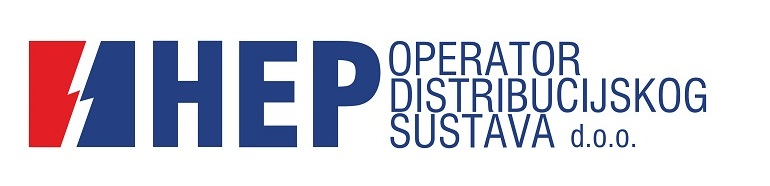 HEP
OPERATOR
DISTRIBUCIJSKOG
SUSTAVA d.o.o.